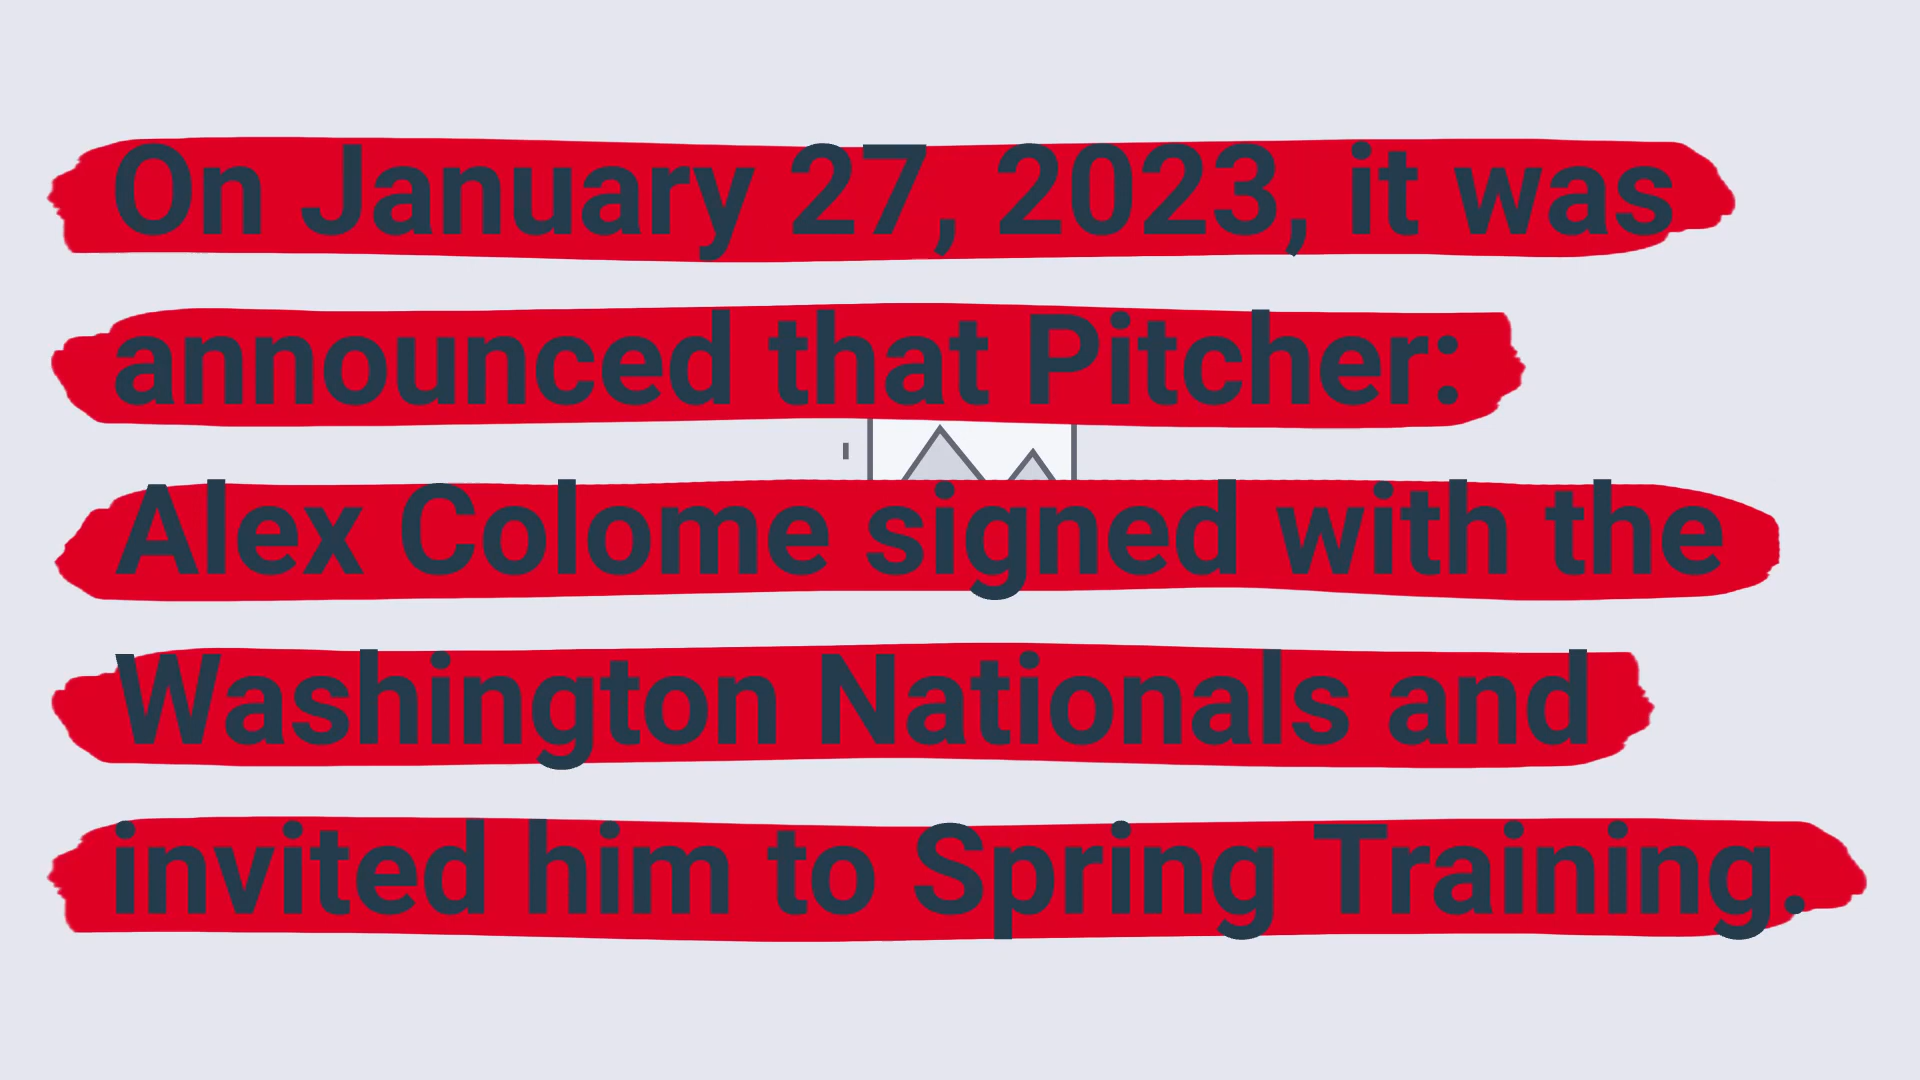 On January 27, 2023, it was
announced that Pitcher:
Alex Colome signed with the
Washington Nationals and
invited him to Spring Training.